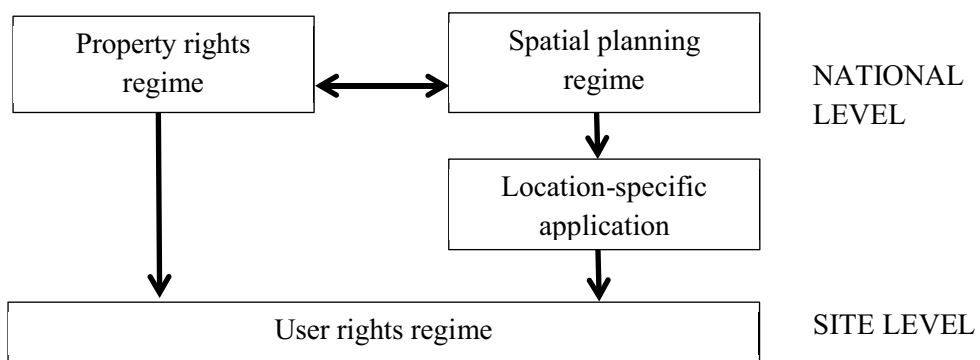 Property rights
regime
Spatial planning
regime
NATIONAL
LEVEL
Location-specific
application
User rights regime
SITE LEVEL